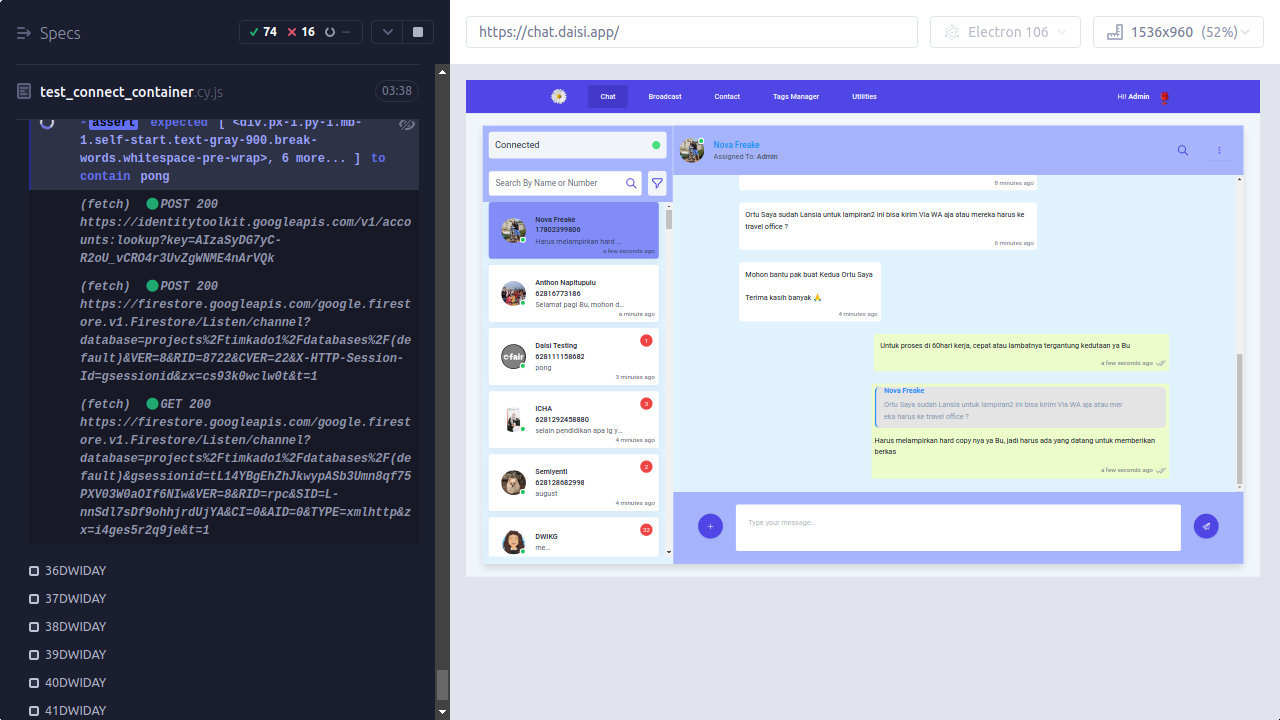 Specs
74
16
--
test_connect_container.cy.js
03:38
-assert expected [ <div.px-1.py-1.mb-
1.self-start.text-gray-900.break-
words.whitespace-pre-wrap>, 6 more... ] to
contain pong
(fetch) POST 200
https://identitytoolkit.googleapis.com/v1/acco
unts:lookup?key=AIzaSyDG7yC-
R2oU_vCRO4r3UvZgWNME4nArVQk
(fetch) POST 200
https://firestore.googleapis.com/google.firest
ore.v1.Firestore/Listen/channel?
database=projects%2Ftimkado1%2Fdatabases%2F(de
fault)&VER=8&RID=8722&CVER=22&X-HTTP-Session-
Id=gsessionid&zx=cs93k0wclw0t&t=1
(fetch) GET 200
https://firestore.googleapis.com/google.firest
ore.v1.Firestore/Listen/channel?
database=projects%2Ftimkado1%2Fdatabases%2F(de
fault)&gsessionid=tL14YBgEhZhJkwypASb3Umn8qf75
PXV03W0aOIf6NIw&VER=8&RID=rpc&SID=L-
nnSdl7sDf9ohhjrdUjYA&CI=0&AID=0&TYPE=xmlhttp&z
x=i4ges5r2q9je&t=1
36DWIDAY
37DWIDAY
38DWIDAY
39DWIDAY
40DWIDAY
41DWIDAY
https://chat.daisi.app/
Electron 106
1536x960 (52%)
Chat
Broadcast
Contact
Tags Manager
Utilities
Hi! Admin
Connected
Search By Name or Number
Nova Freake
17802399806
Harus melampirkan hard ...
a few seconds ago
Anthon Napitupulu
62816773186
Selamat pagi Bu, mohon d...
a minute ago
cfair
Daisi Testing
628111158682
pong
1
3 minutes ago
ICHA
6281292458880
selain pendidikan apa lg y...
3
4 minutes ago
Semiyenti
628128682998
august
2
4 minutes ago
DWIKG
me...
32
Nova Freake
Assigned To: Admin
8 minutes ago
Ortu Saya sudah Lansia untuk lampiran2 ini bisa kirim Via WA aja atau mereka harus ke
travel office ?
6 minutes ago
Mohon bantu pak buat Kedua Ortu Saya
Terima kasih banyak 🙏
4 minutes ago
Untuk proses di 60hari kerja, cepat atau lambatnya tergantung kedutaan ya Bu
a few seconds ago
Nova Freake
Ortu Saya sudah Lansia untuk lampiran2 ini bisa kirim Via WA aja atau mer
eka harus ke travel office ?
Harus melampirkan hard copy nya ya Bu, jadi harus ada yang datang untuk memberikan
berkas
a few seconds ago
Type your message...